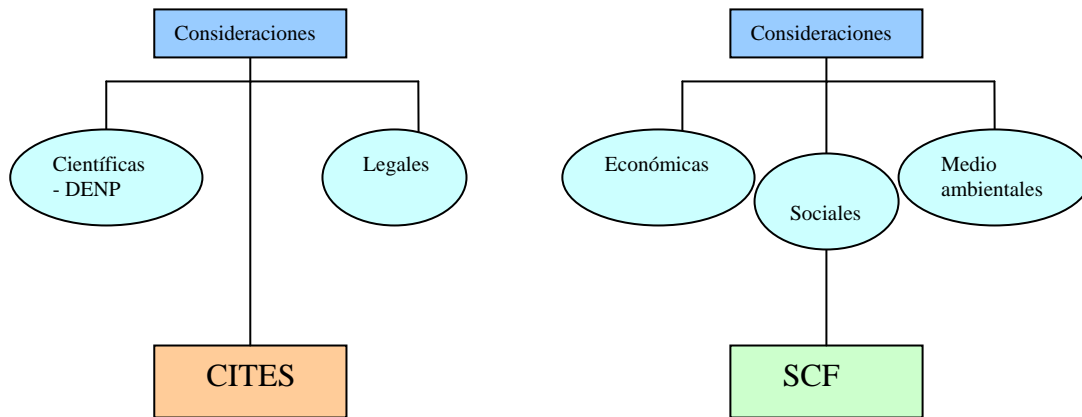 Consideraciones
Científicas
- DENP
Legales
CITES
Consideraciones
Económicas
Sociales
Medio
ambientales
SCF